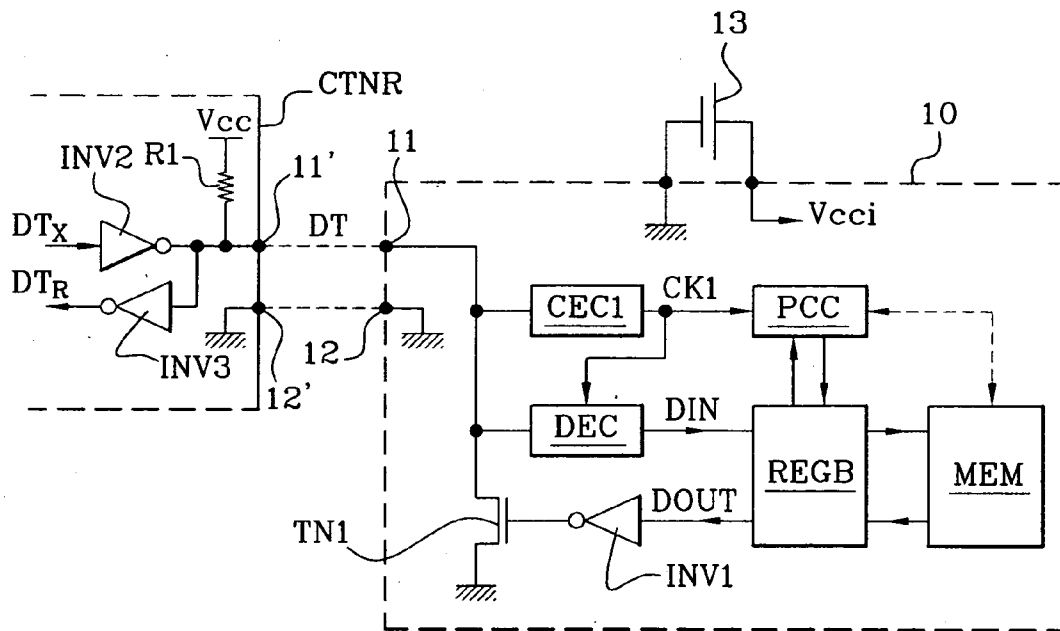 13
CTNR
Vcc
10
INV2
R1
11'
11
DTX
DT
Vcci
DTR
CEC1
CK1
PCC
12
INV3
12'
DEC
DIN
REGB
MEM
DOUT
TN1
INV1